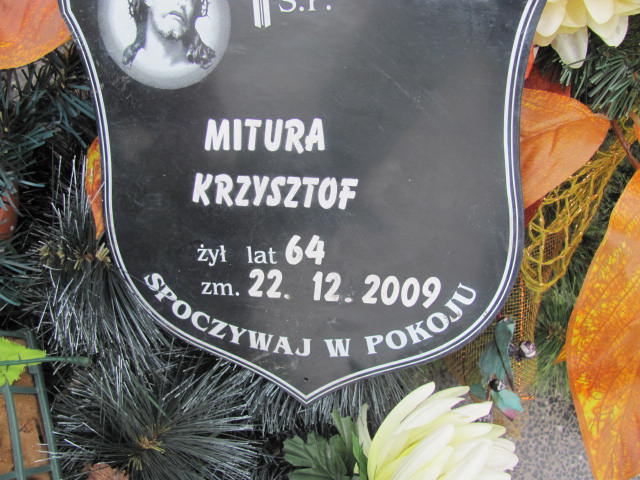 Ś.P.
MITURA
KRZYSZTOF
żył lat 64
zm. 22. 12. 2009
SPOCZYWAJ W POKOJU